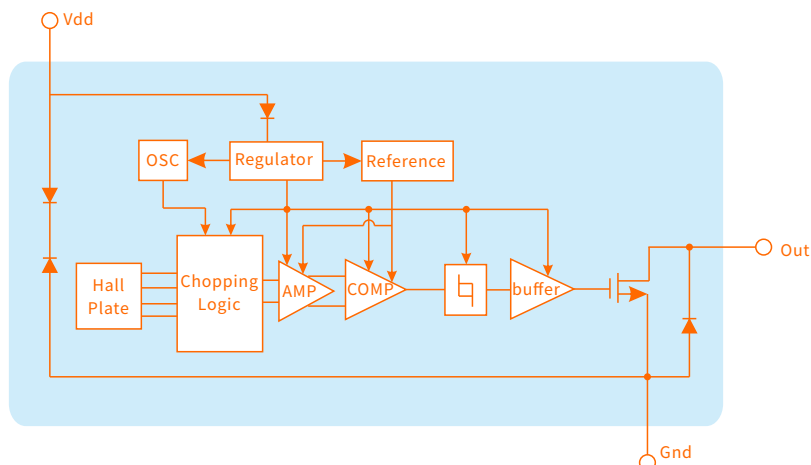 Vdd
OSC
Regulator
Reference
Out
Hall
Plate
Chopping
Logic
AMP
COMP
buffer
Gnd